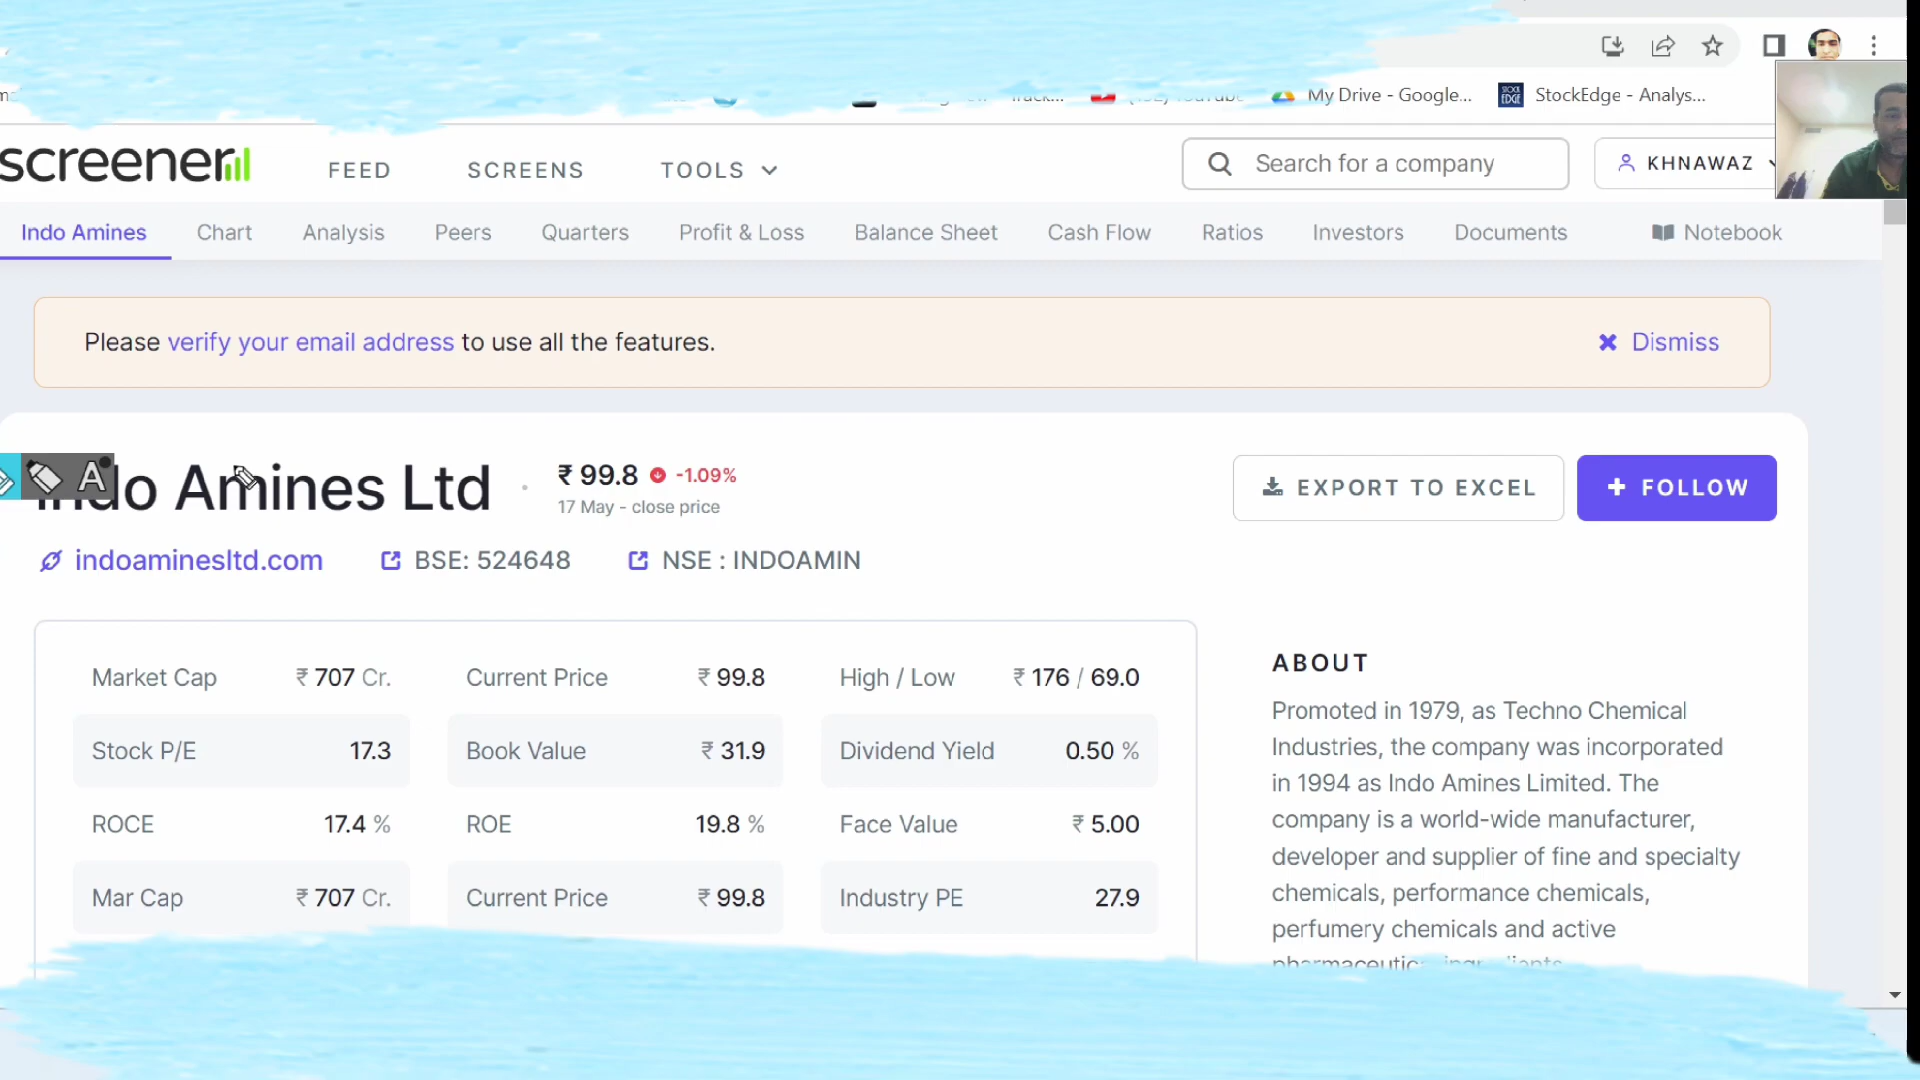 My Drive - Google... StockEdge - Analys...
STOCK EDGE
screener FEED SCREENS TOOLS Search for a company KHNAWAZ
Indo Amines Chart Analysis Peers Quarters Profit & Loss Balance Sheet Cash Flow Ratios Investors Documents Notebook
Please verify your email address to use all the features. Dismiss
Indo Amines Ltd ₹ 99.8 -1.09% EXPORT TO EXCEL + FOLLOW
A
17 May - close price
indoaminesltd.com BSE: 524648 NSE : INDOAMIN
Market Cap ₹ 707 Cr. Current Price ₹ 99.8 High / Low ₹ 176 / 69.0
Stock P/E 17.3 Book Value ₹ 31.9 Dividend Yield 0.50 %
ROCE 17.4 % ROE 19.8 % Face Value ₹ 5.00
Mar Cap ₹ 707 Cr. Current Price ₹ 99.8 Industry PE 27.9
ABOUT
Promoted in 1979, as Techno Chemical
Industries, the company was incorporated
in 1994 as Indo Amines Limited. The
company is a world-wide manufacturer,
developer and supplier of fine and specialty
chemicals, performance chemicals,
perfumery chemicals and active